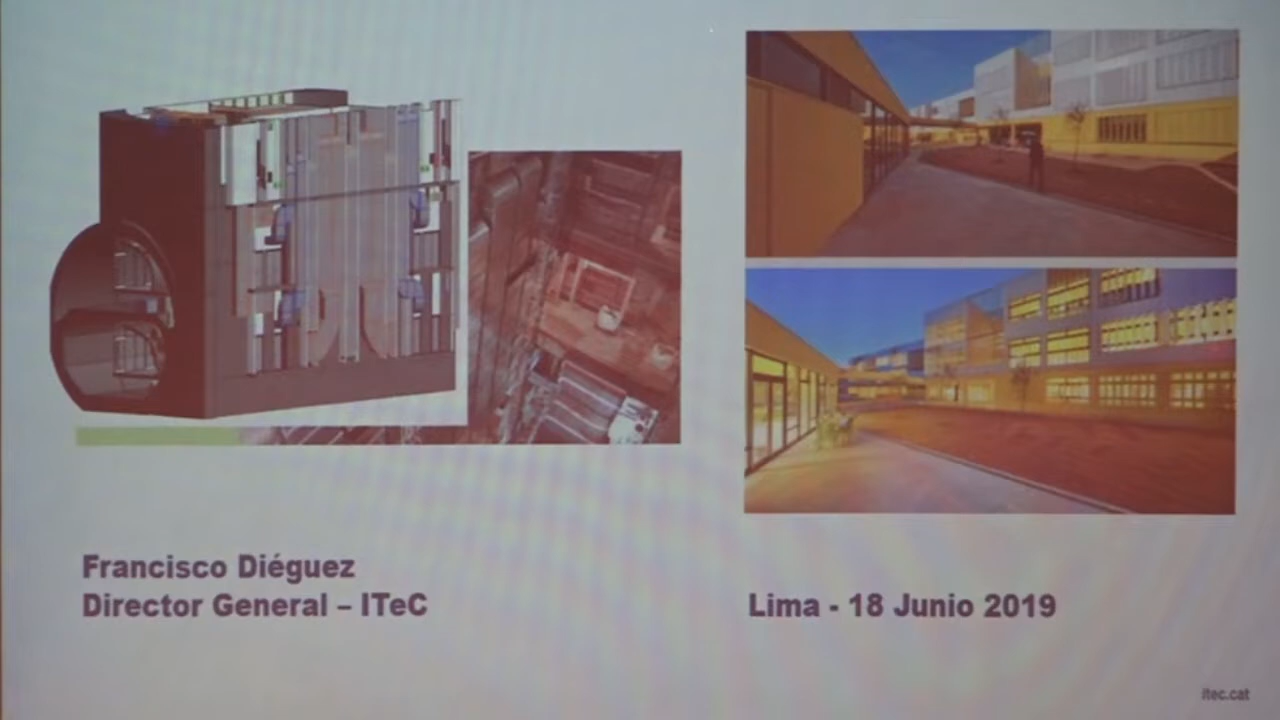 Francisco Diéguez
Director General – ITeC
Lima - 18 Junio 2019
itec.cat